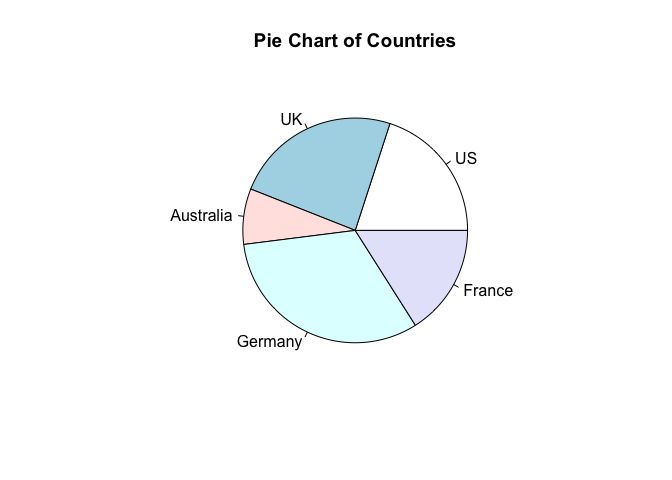 Pie Chart of Countries
UK
US
Australia
France
Germany